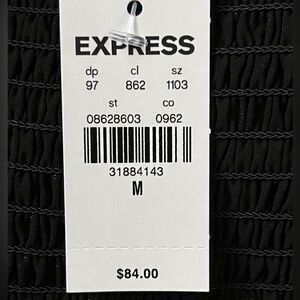 EXPRESS
dp cl sz
97 862 1103
st co
08628603 0962
31884143
M
$84.00